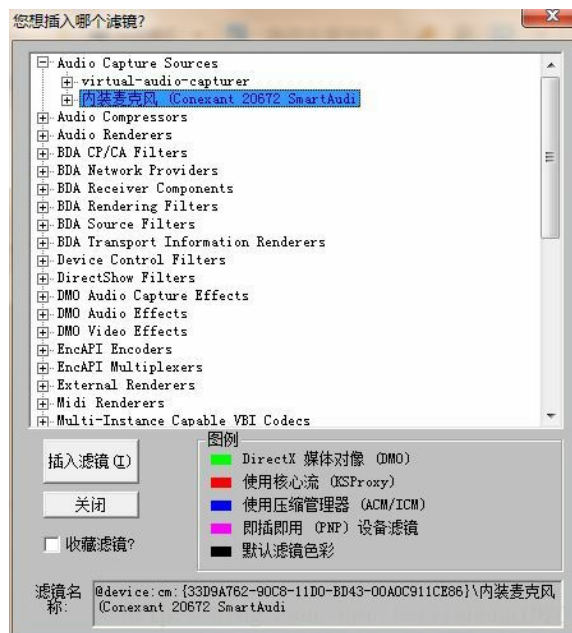 您想插入哪个滤镜?
Audio Capture Sources
virtual-audio-capturer
内装麦克风 (Conexant 20672 SmartAudi
Audio Compressors
Audio Renderers
BDA CP/CA Filters
BDA Network Providers
BDA Receiver Components
BDA Rendering Filters
BDA Source Filters
BDA Transport Information Renderers
Device Control Filters
DirectShow Filters
DMO Audio Capture Effects
DMO Audio Effects
DMO Video Effects
EncAPI Encoders
EncAPI Multiplexers
External Renderers
Midi Renderers
Multi-Instance Capable VBI Codecs
插入滤镜(I)
关闭
收藏滤镜?
图例
DirectX 媒体对像 (DMO)
使用核心流 (KSProxy)
使用压缩管理器 (ACM/ICM)
即插即用 (PNP) 设备滤镜
默认滤镜色彩
滤镜名称:
@device:cm:{33D9A762-90C8-11D0-BD43-00A0C911CE86}\内装麦克风
(Conexant 20672 SmartAudi